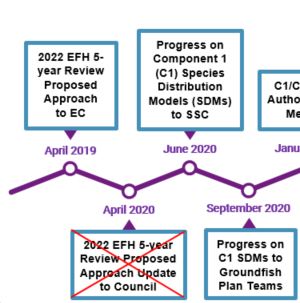 2022 EFH 5-
year Review
Proposed
Approach
to EC
Progress on
Component 1
(C1) Species
Distribution
Models (SDMs)
to SSC
C1/C
Autho
Me
April 2019
June 2020
Janu
April 2020
September 2020
2022 EFH 5-year
Review Proposed
Approach Update
to Council
Progress on
C1 SDMs to
Groundfish
Plan Teams